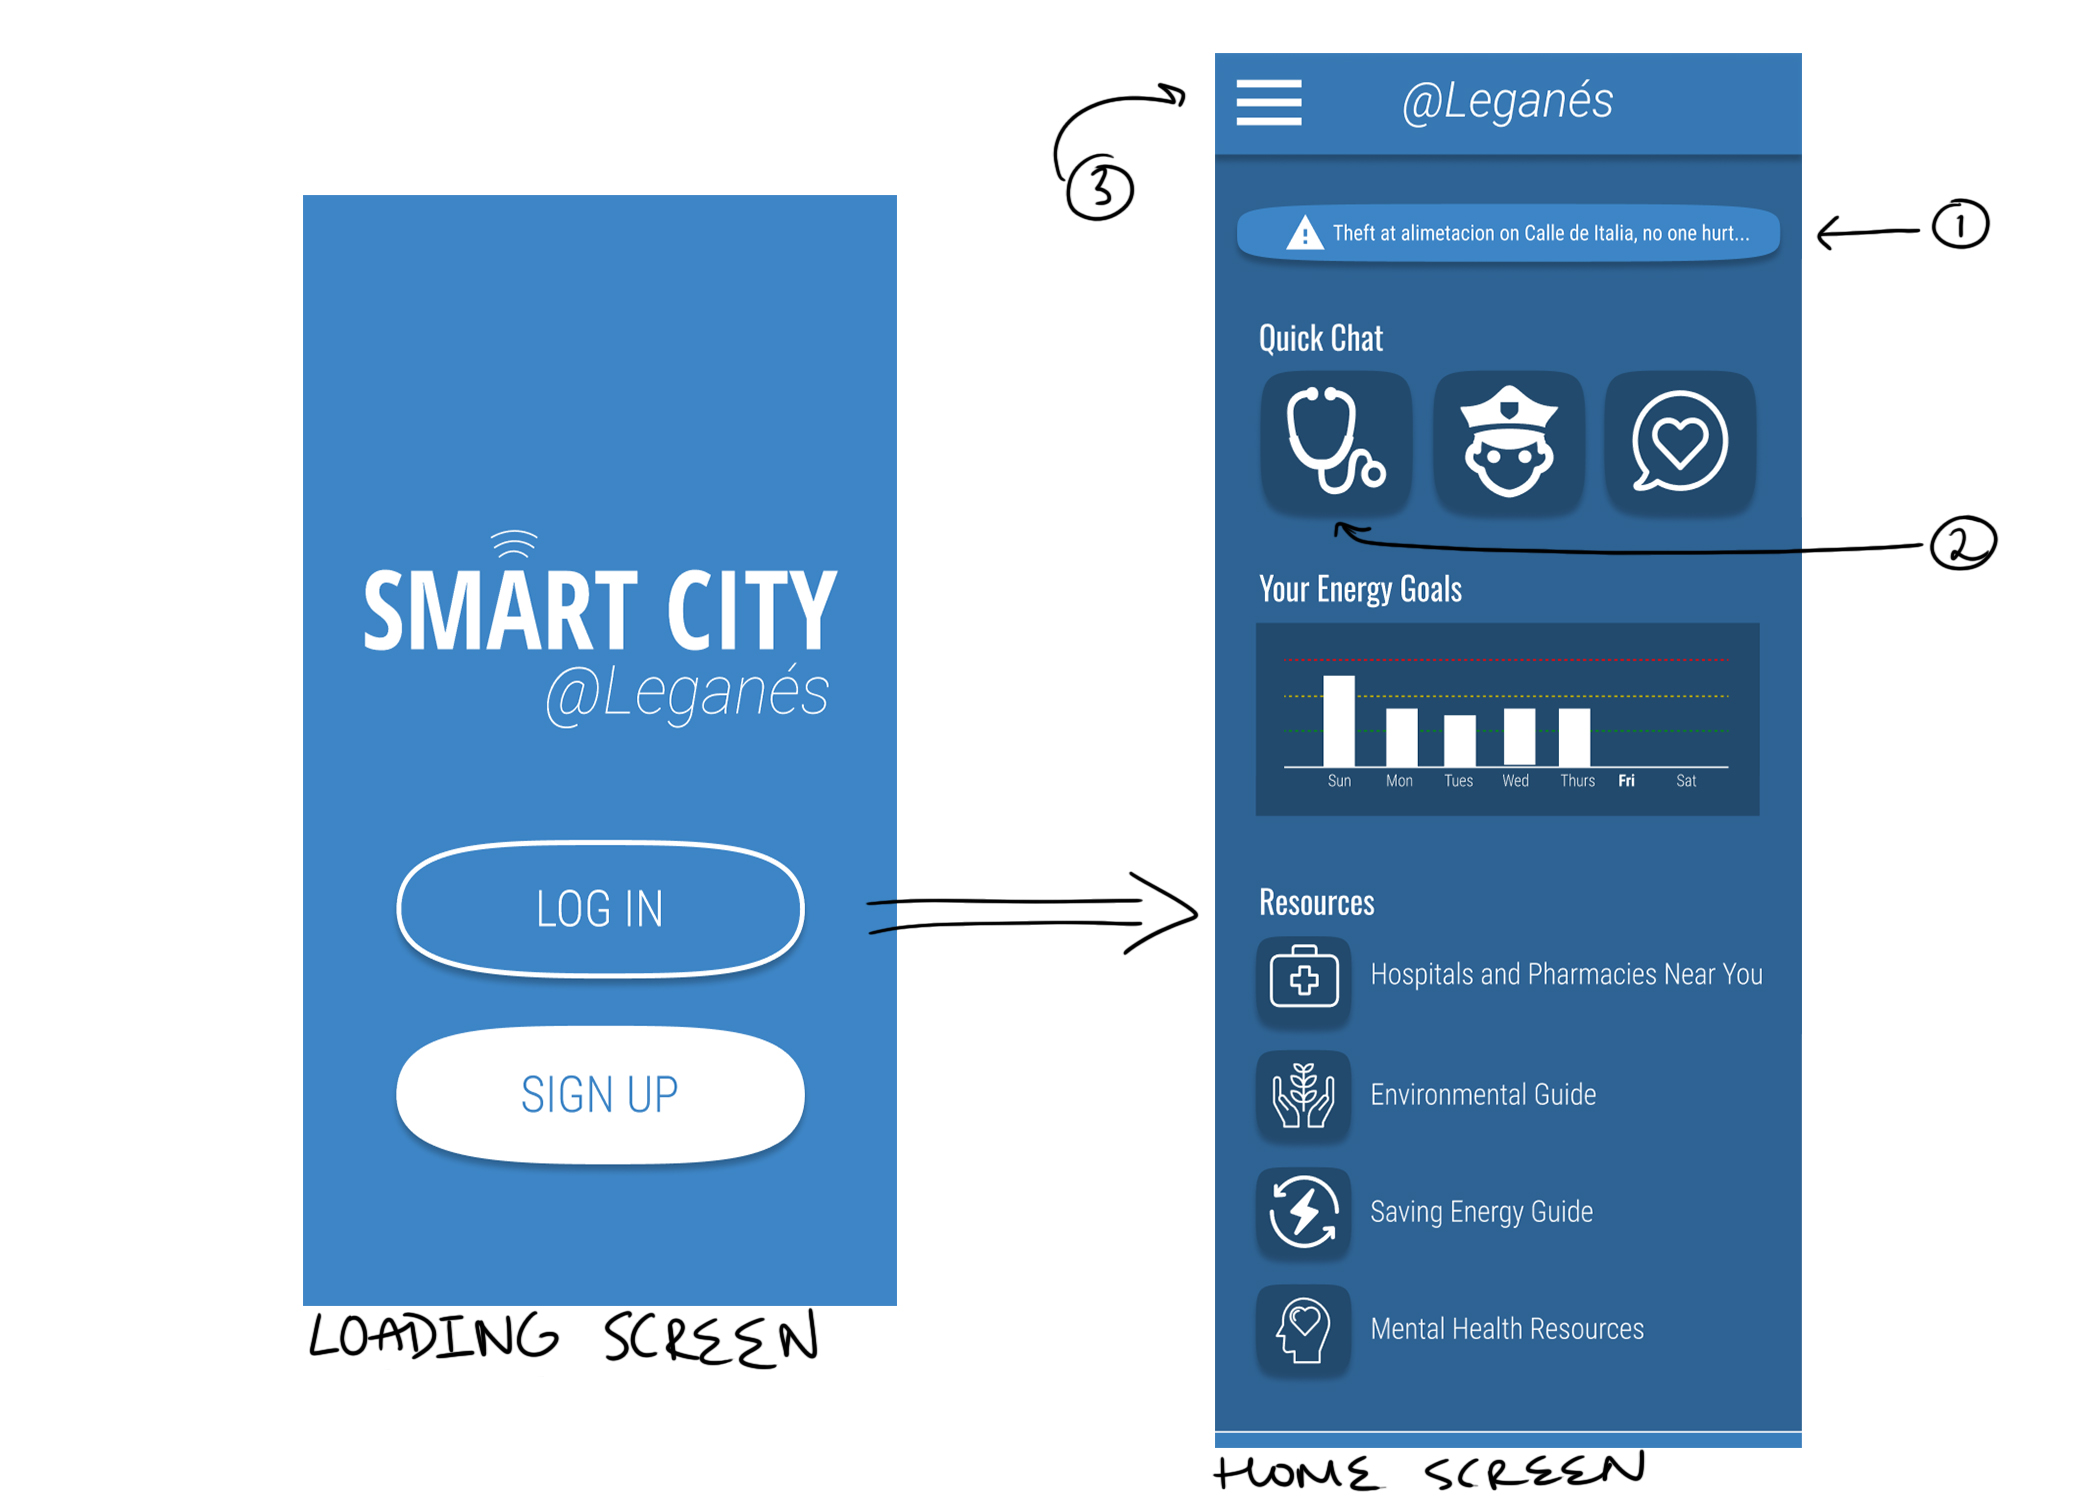 SMART CITY
@Leganés
LOG IN
SIGN UP
LOADING SCREEN
3
@Leganés
Theft at alimetacion on Calle de Italia, no one hurt...
1
Quick Chat
2
Your Energy Goals
Sun Mon Tues Wed Thurs Fri Sat
Resources
Hospitals and Pharmacies Near You
Environmental Guide
Saving Energy Guide
Mental Health Resources
HOME SCREEN